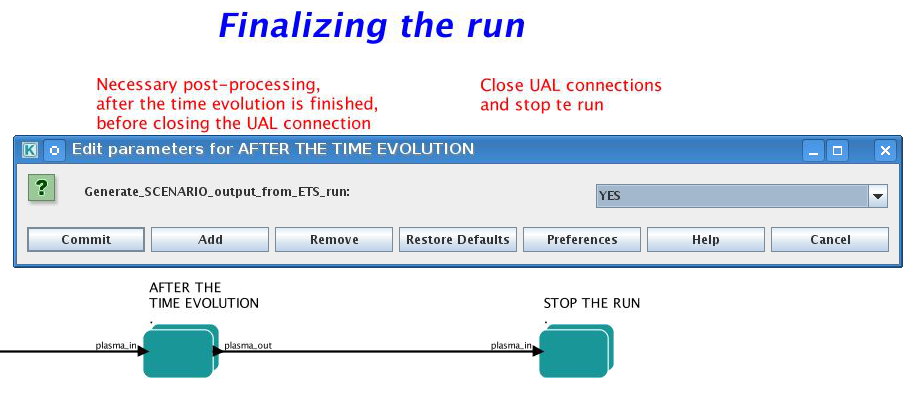 Finalizing the run
Necessary post-processing,
after the time evolution is finished,
before closing the UAL connection
Close UAL connections
and stop te run
K
Edit parameters for AFTER THE TIME EVOLUTION
?
Generate_SCENARIO_output_from_ETS_run:
YES
Commit
Add
Remove
Restore Defaults
Preferences
Help
Cancel
AFTER THE
TIME EVOLUTION
.
STOP THE RUN
.
plasma_in
plasma_out
plasma_in